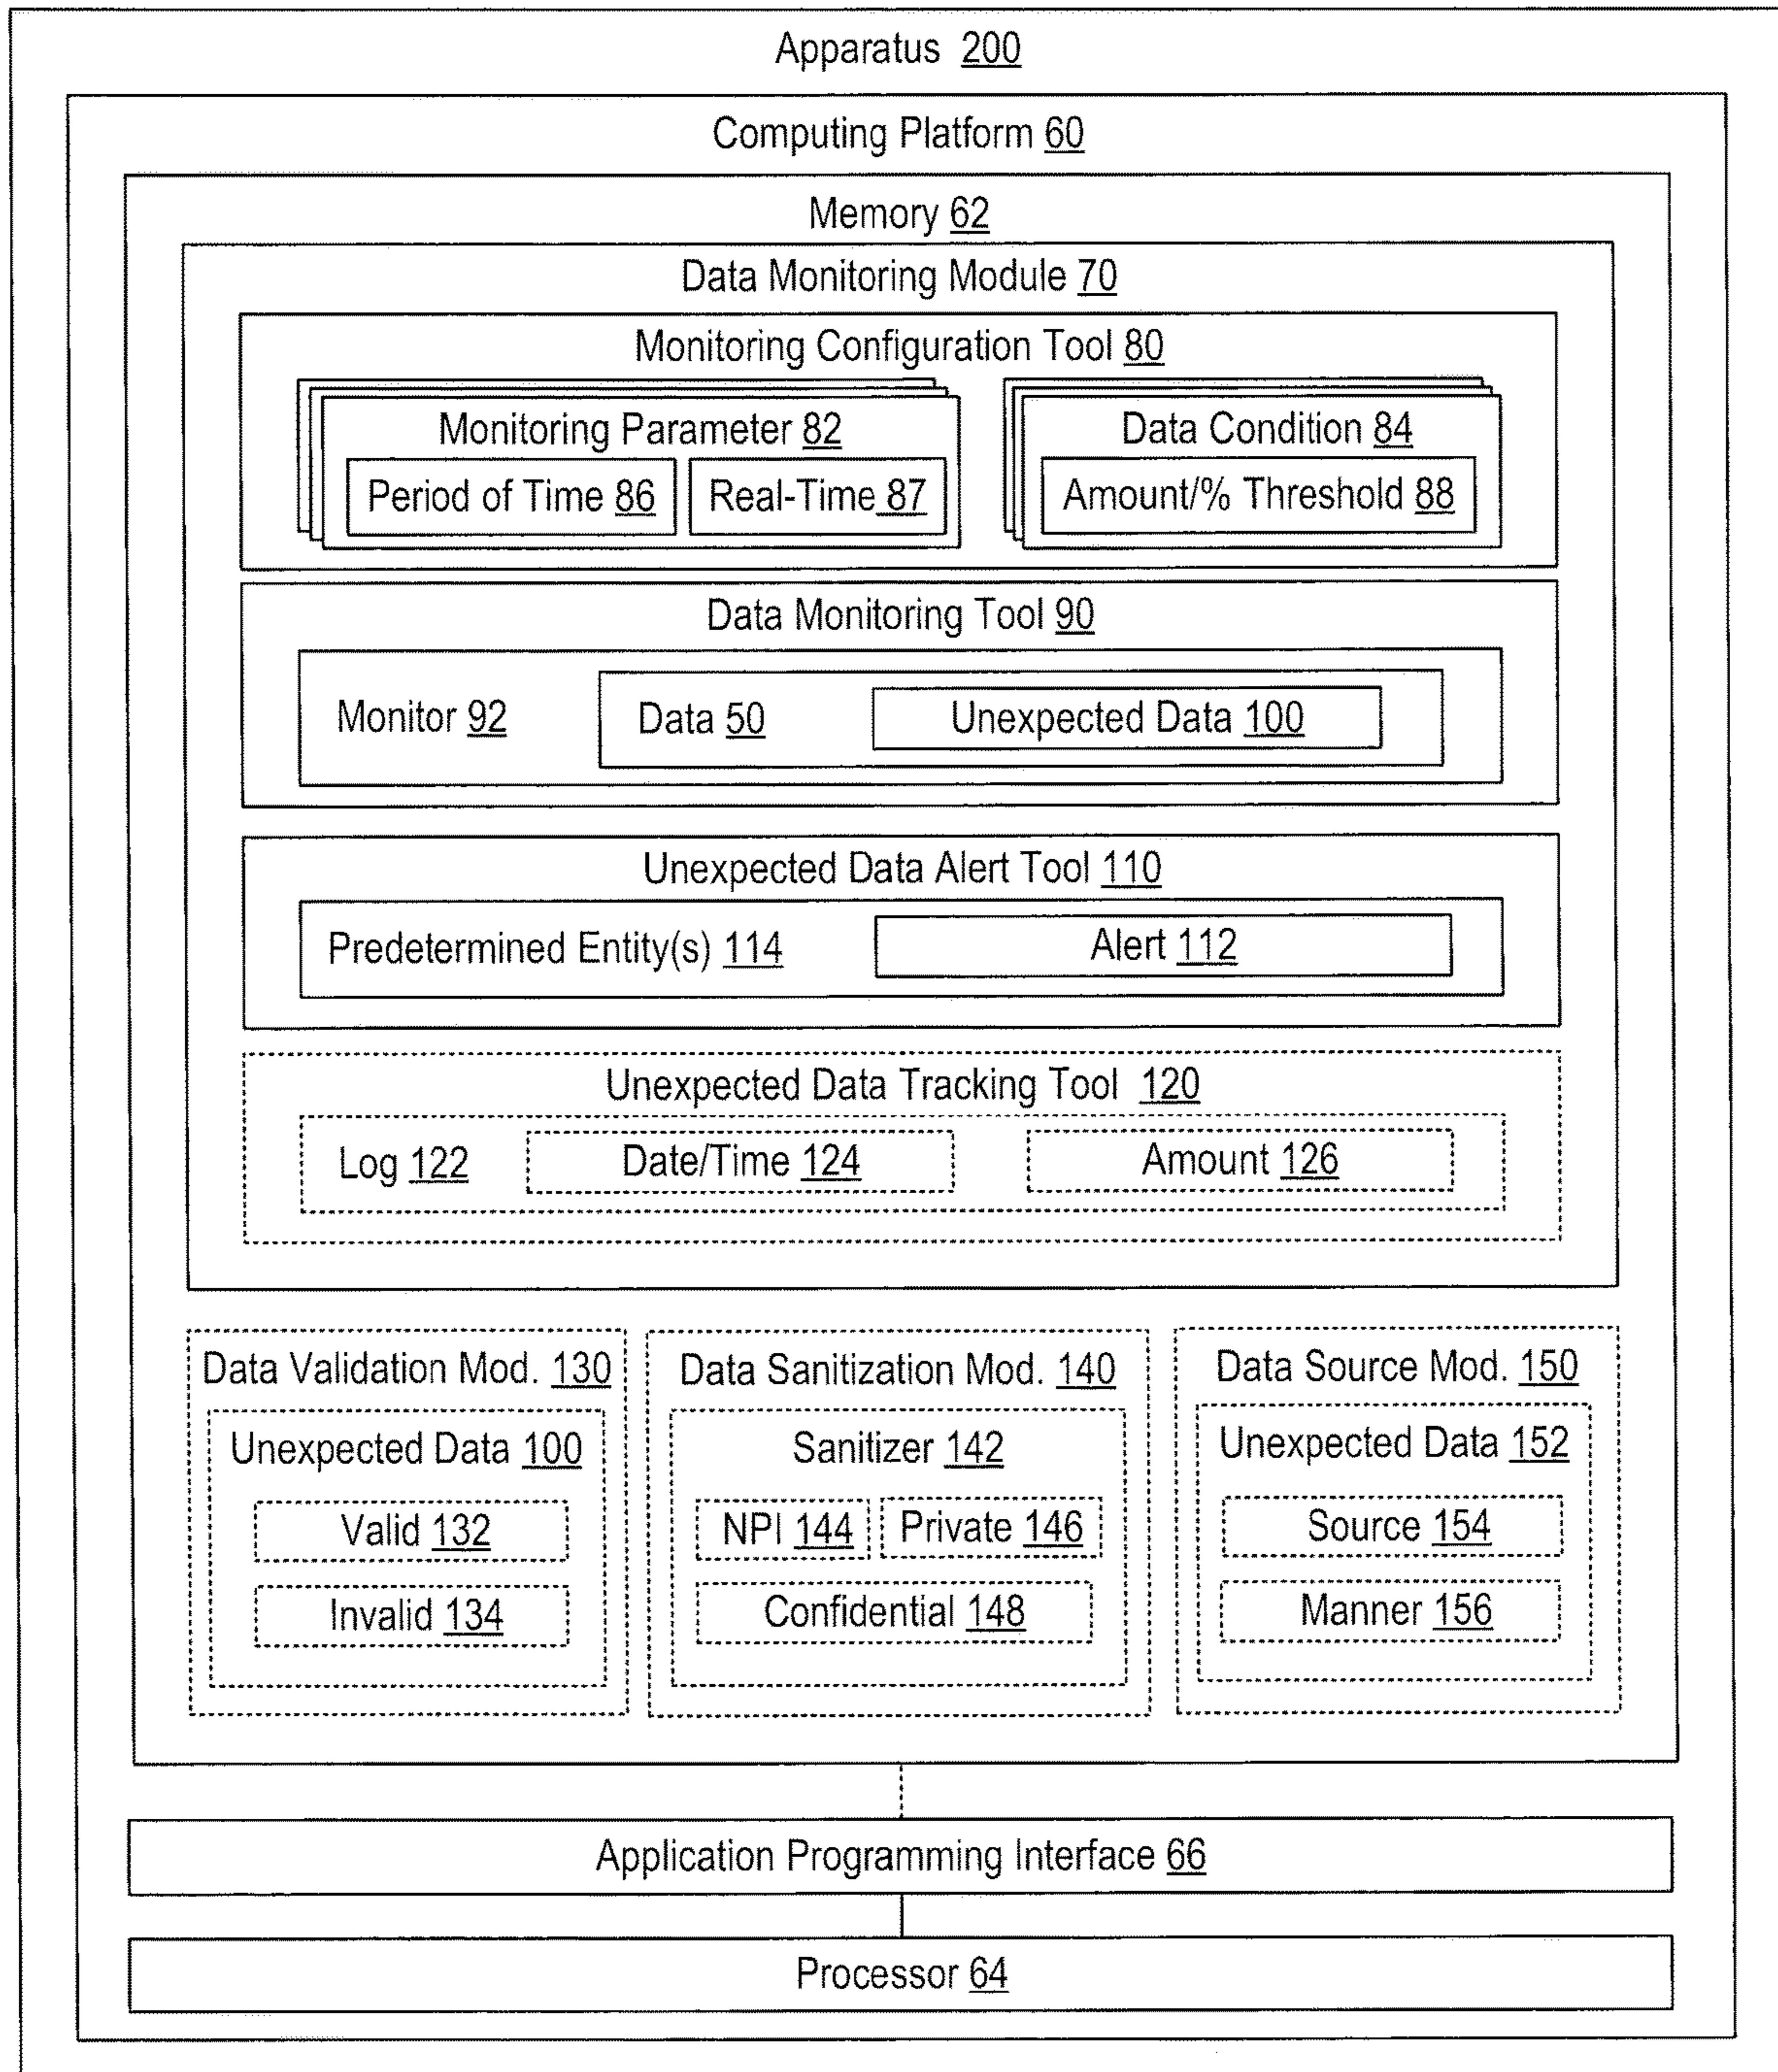 Apparatus 200
Computing Platform 60
Memory 62
Data Monitoring Module 70
Monitoring Configuration Tool 80
Monitoring Parameter 82
Data Condition 84
Period of Time 86
Real-Time 87
Amount/% Threshold 88
Data Monitoring Tool 90
Monitor 92
Data 50
Unexpected Data 100
Unexpected Data Alert Tool 110
Predetermined Entity(s) 114
Alert 112
Unexpected Data Tracking Tool 120
Log 122
Date/Time 124
Amount 126
Data Validation Mod. 130
Unexpected Data 100
Valid 132
Invalid 134
Data Sanitization Mod. 140
Sanitizer 142
NPI 144
Private 146
Confidential 148
Data Source Mod. 150
Unexpected Data 152
Source 154
Manner 156
Application Programming Interface 66
Processor 64